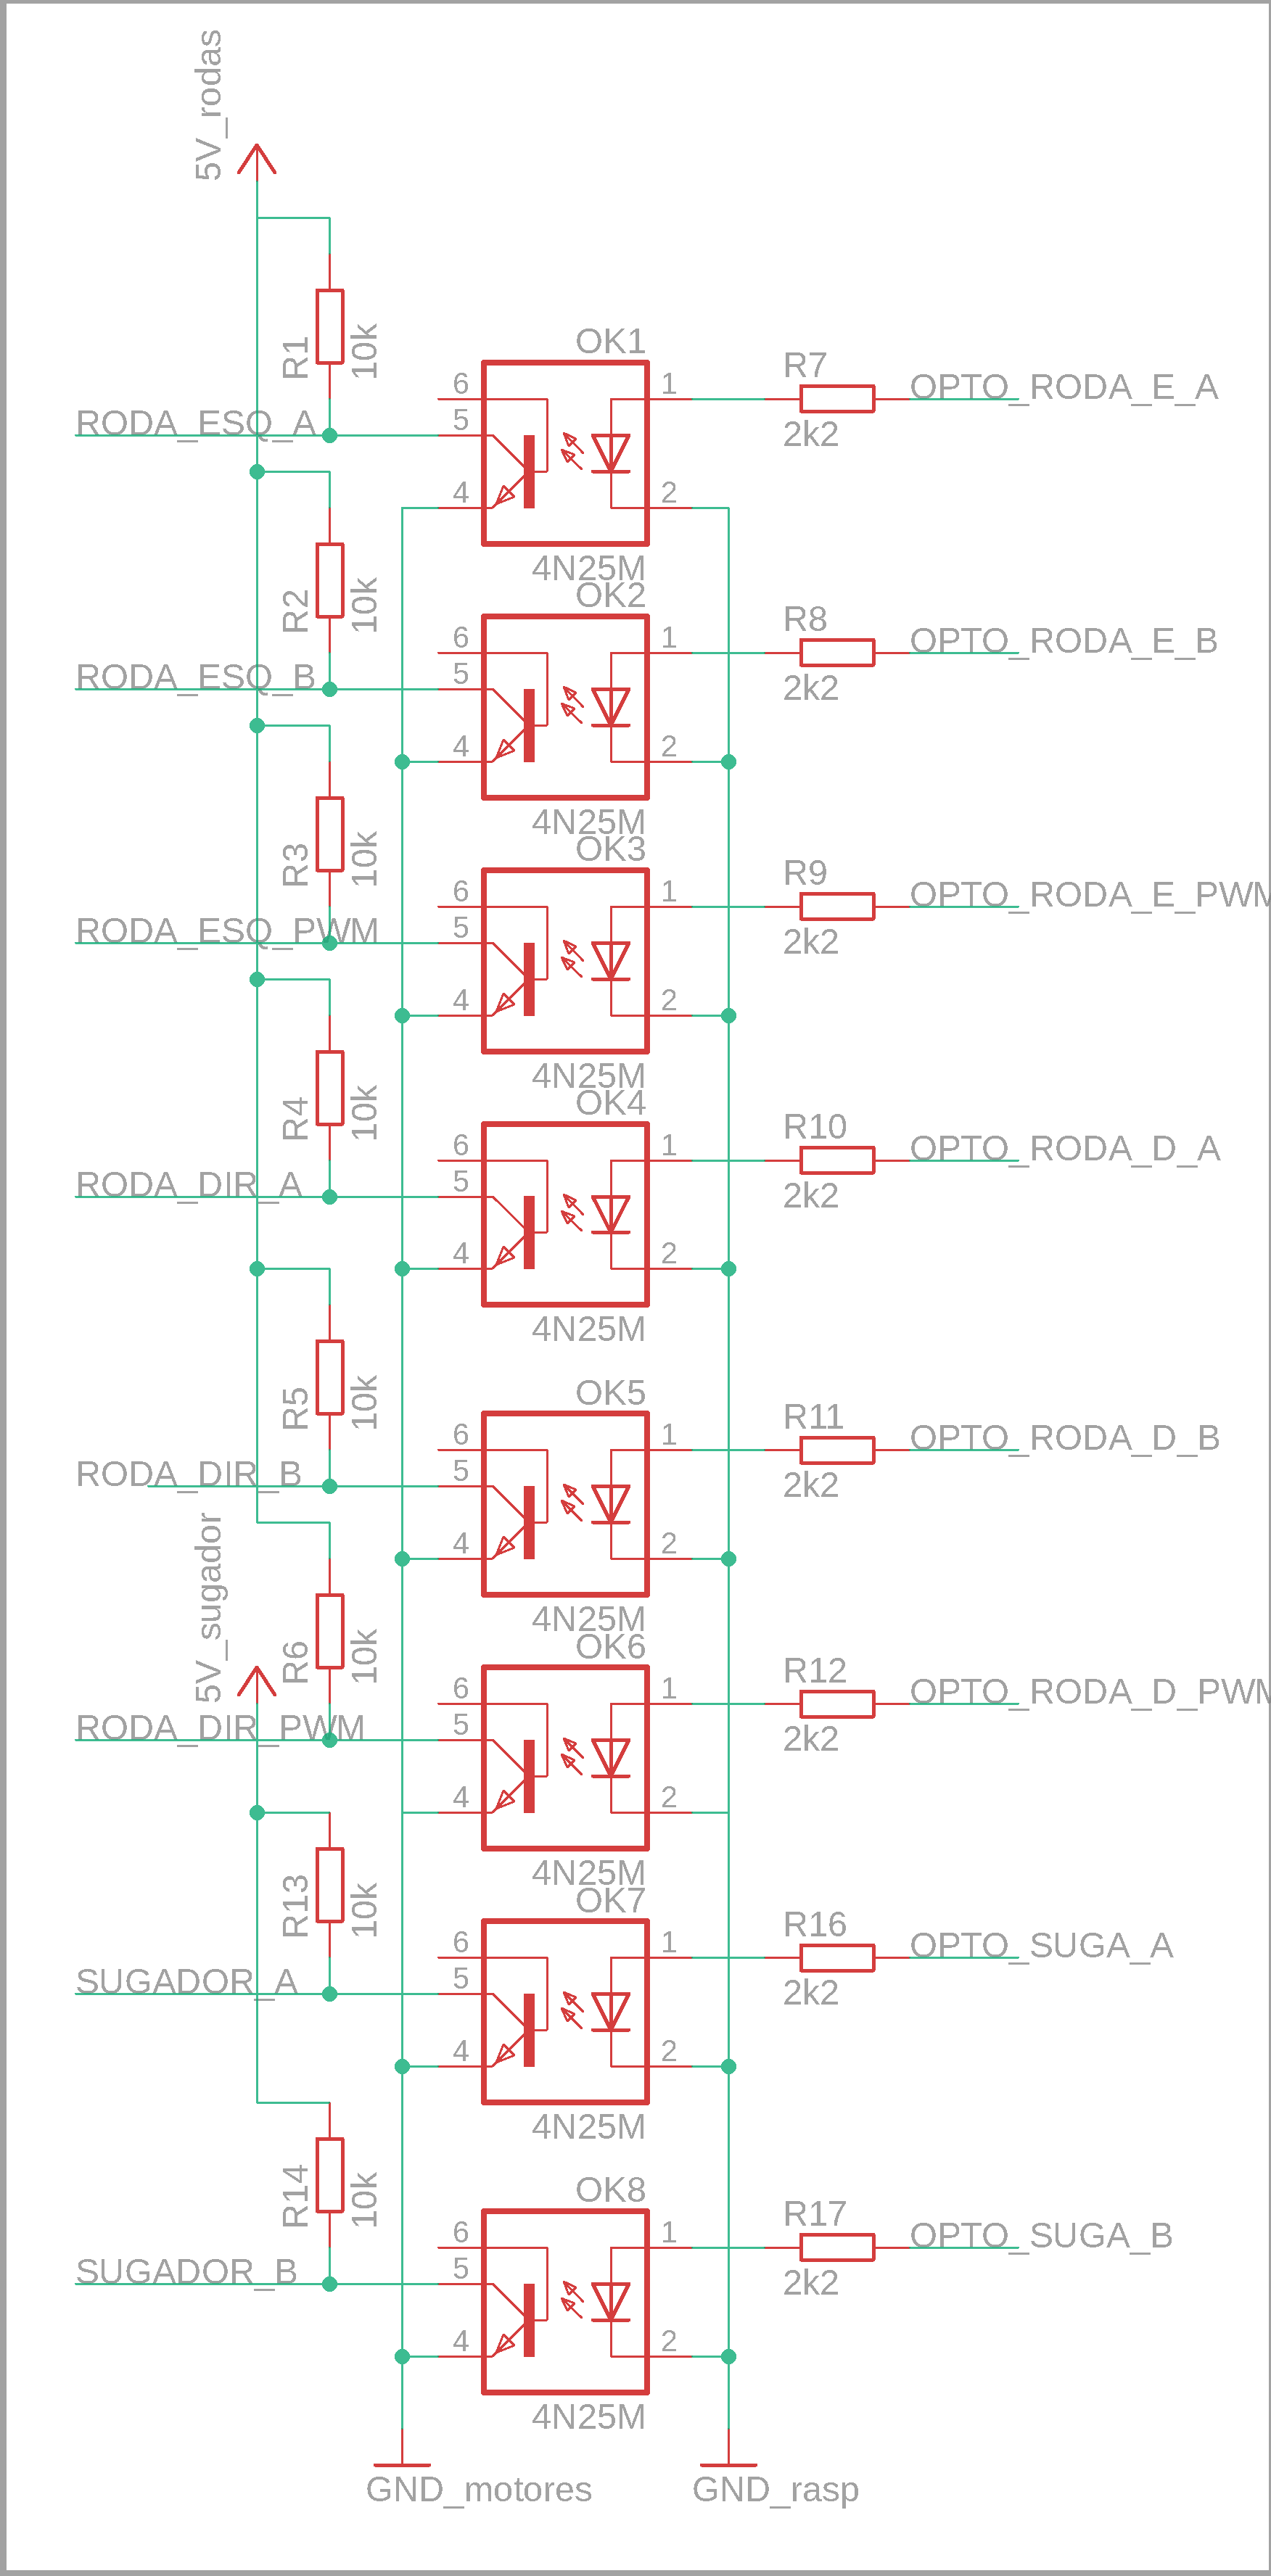 5V_rodas
R1
10k
RODA_ESQ_A
6
5
4
OK1
1
2
4N25M
R7
2k2
OPTO_RODA_E_A
R2
10k
RODA_ESQ_B
6
5
4
OK2
1
2
4N25M
R8
2k2
OPTO_RODA_E_B
R3
10k
RODA_ESQ_PWM
6
5
4
OK3
1
2
4N25M
R9
2k2
OPTO_RODA_E_PWM
R4
10k
RODA_DIR_A
6
5
4
OK4
1
2
4N25M
R10
2k2
OPTO_RODA_D_A
R5
10k
RODA_DIR_B
6
5
4
OK5
1
2
4N25M
R11
2k2
OPTO_RODA_D_B
5V_sugador
R6
10k
RODA_DIR_PWM
6
5
4
OK6
1
2
4N25M
R12
2k2
OPTO_RODA_D_PWM
R13
10k
SUGADOR_A
6
5
4
OK7
1
2
4N25M
R16
2k2
OPTO_SUGA_A
R14
10k
SUGADOR_B
6
5
4
OK8
1
2
4N25M
R17
2k2
OPTO_SUGA_B
GND_motores
GND_rasp